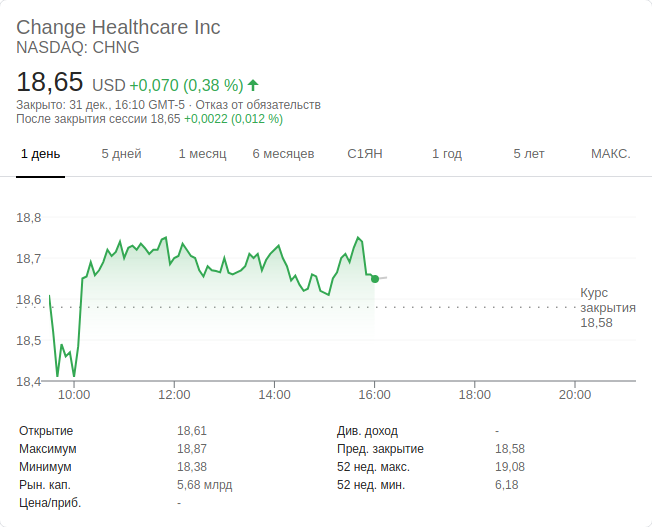 Change Healthcare Inc
NASDAQ: CHNG
18,65 USD +0,070 (0,38 %)
Закрыто: 31 дек., 16:10 GMT-5 · Отказ от обязательств
После закрытия сессии 18,65 +0,0022 (0,012 %)
1 день 5 дней 1 месяц 6 месяцев С1ЯН 1 год 5 лет МАКС.
18,8
18,7
18,6
18,5
18,4
Курс
закрытия
18,58
10:00 12:00 14:00 16:00 18:00 20:00
Открытие 18,61 Див. доход -
Максимум 18,87 Пред. закрытие 18,58
Минимум 18,38 52 нед. макс. 19,08
Рын. кап. 5,68 млрд 52 нед. мин. 6,18
Цена/приб. -